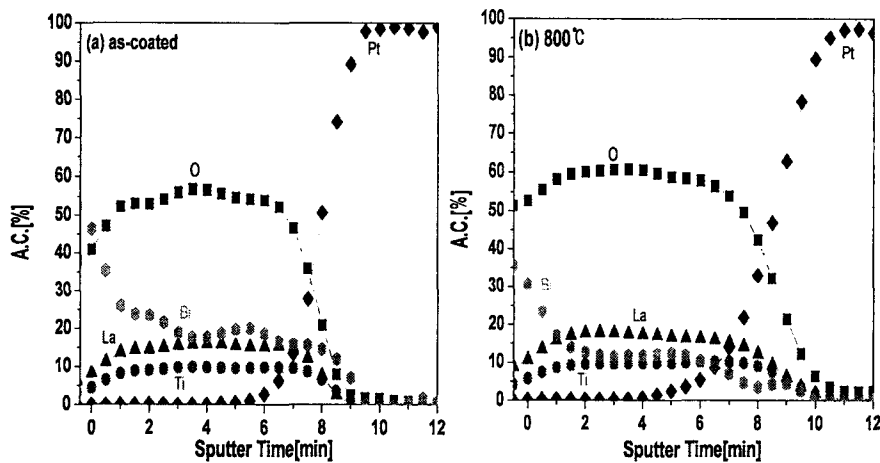 (a) as-coated
Pt
O
Bi
La
Ti
A.C.[%]
100
90
80
70
60
50
40
30
20
10
0
0 2 4 6 8 10 12
Sputter Time[min]
(b) 800℃
Pt
O
La
Ti
A.C.[%]
100
90
80
70
60
50
40
30
20
10
0
0 2 4 6 8 10 12
Sputter Time[min]